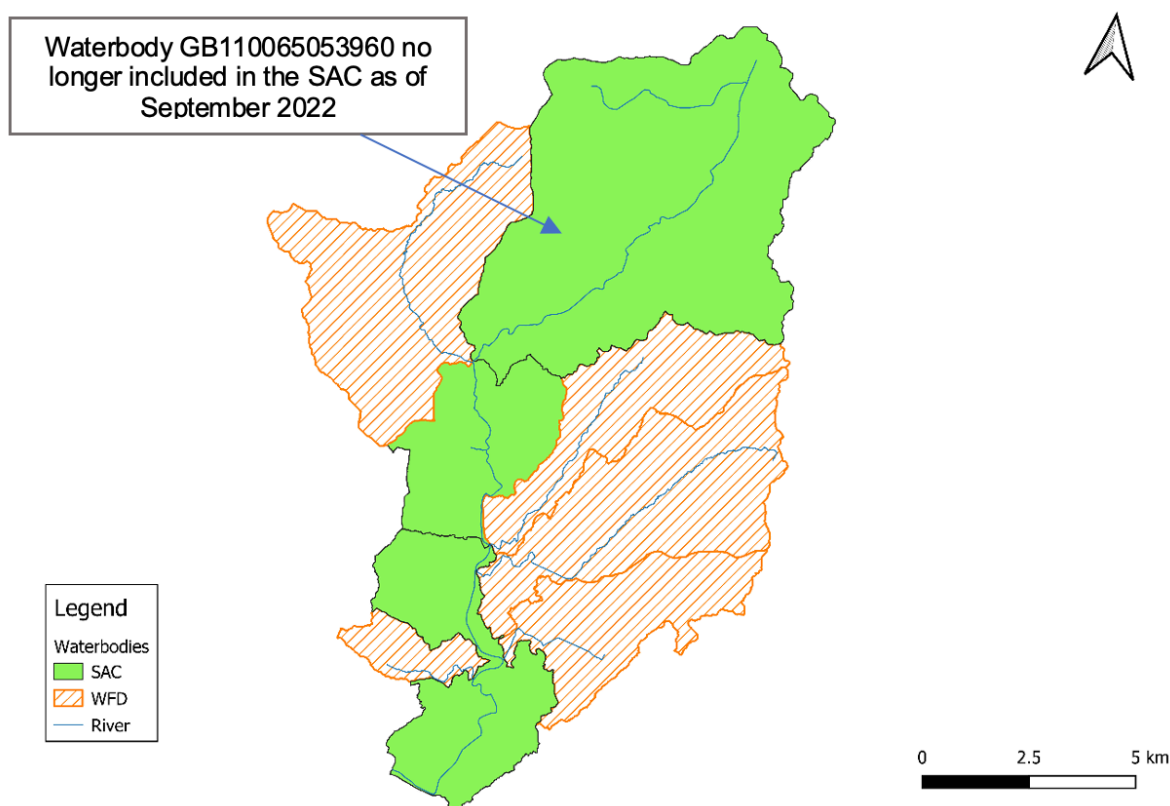 Waterbody GB110065053960 no
longer included in the SAC as of
September 2022
Legend
Waterbodies
SAC
WFD
River
0 2.5 5 km